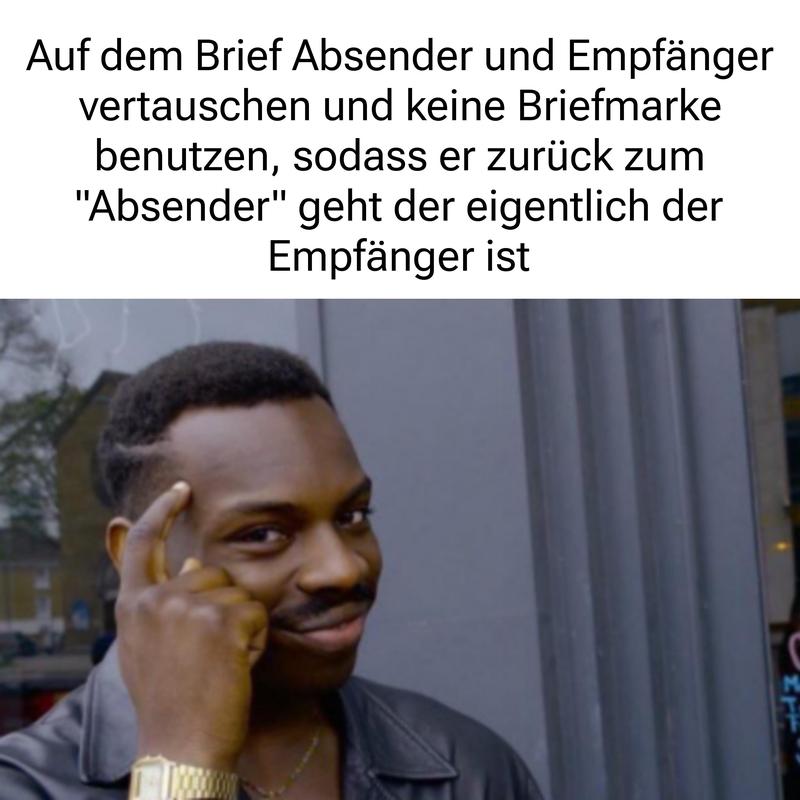 Auf dem Brief Absender und Empfänger
vertauschen und keine Briefmarke
benutzen, sodass er zurück zum
"Absender" geht der eigentlich der
Empfänger ist